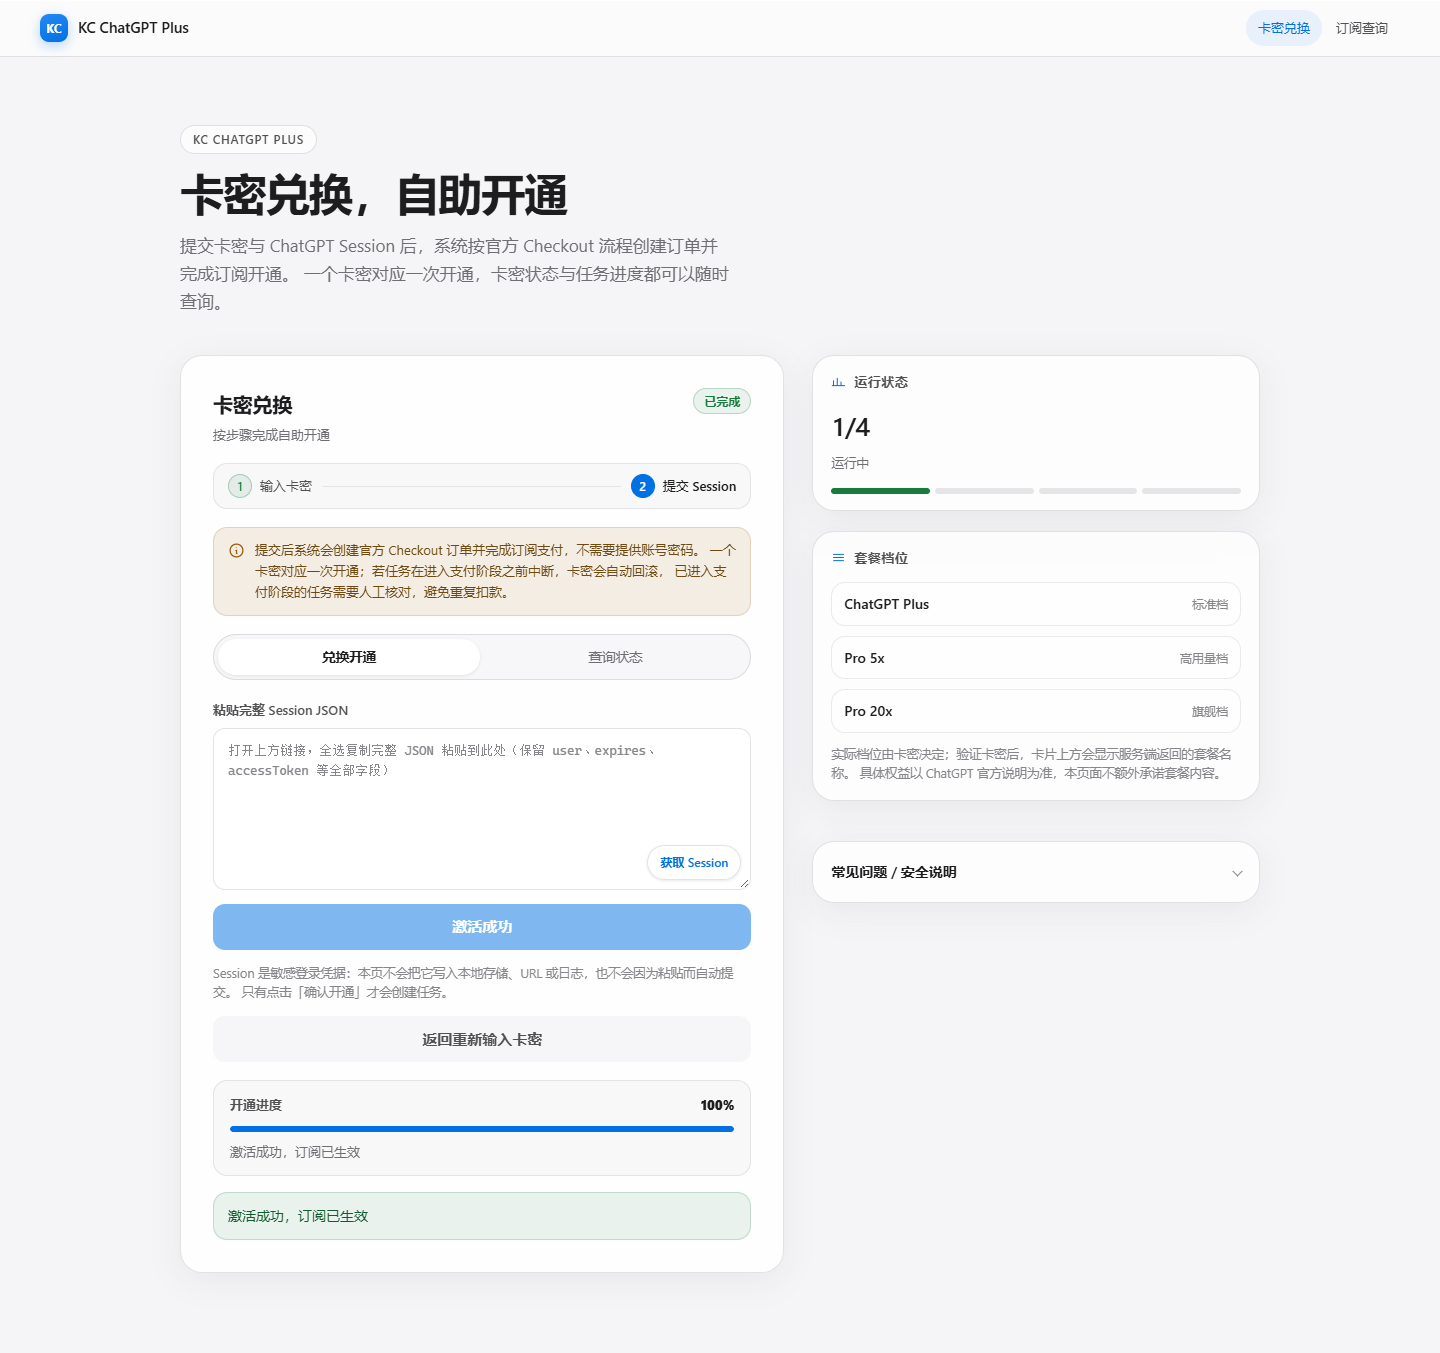 KC
KC ChatGPT Plus
卡密兑换
订阅查询
KC CHATGPT PLUS
卡密兑换，自助开通
提交卡密与 ChatGPT Session 后，系统按官方 Checkout 流程创建订单并
完成订阅开通。 一个卡密对应一次开通，卡密状态与任务进度都可以随时
查询。
卡密兑换
已完成
按步骤完成自助开通
1
输入卡密
2
提交 Session
提交后系统会创建官方 Checkout 订单并完成订阅支付，不需要提供账号密码。 一个
卡密对应一次开通；若任务在进入支付阶段之前中断，卡密会自动回滚， 已进入支
付阶段的任务需要人工核对，避免重复扣款。
兑换开通
查询状态
粘贴完整 Session JSON
打开上方链接，全选复制完整 JSON 粘贴到此处（保留 user、expires、
accessToken 等全部字段）
获取 Session
激活成功
Session 是敏感登录凭据：本页不会把它写入本地存储、URL 或日志，也不会因为粘贴而自动提
交。 只有点击「确认开通」才会创建任务。
返回重新输入卡密
开通进度
100%
激活成功，订阅已生效
激活成功，订阅已生效
运行状态
1/4
运行中
套餐档位
ChatGPT Plus
标准档
Pro 5x
高用量档
Pro 20x
旗舰档
实际档位由卡密决定；验证卡密后，卡片上方会显示服务端返回的套餐名
称。 具体权益以 ChatGPT 官方说明为准，本页面不额外承诺套餐内容。
常见问题 / 安全说明